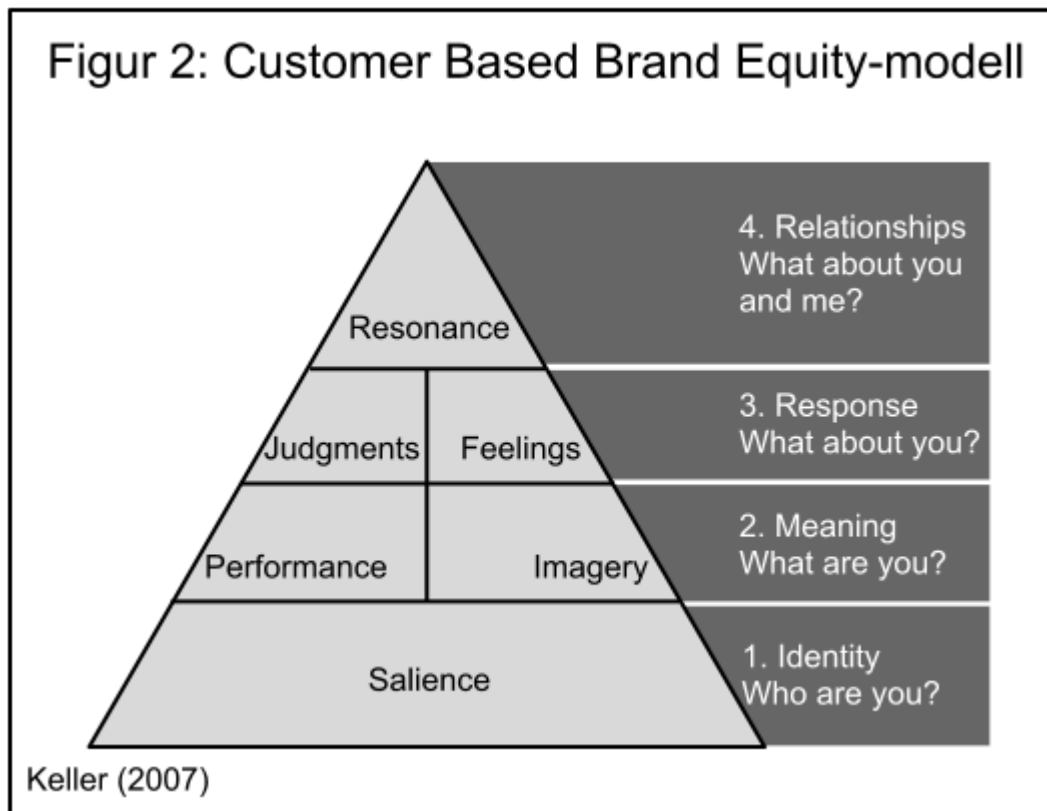 Figur 2: Customer Based Brand Equity-modell
4. Relationships
What about you
and me?
Resonance
3. Response
What about you?
Judgments
Feelings
2. Meaning
What are you?
Performance
Imagery
1. Identity
Who are you?
Salience
Keller (2007)